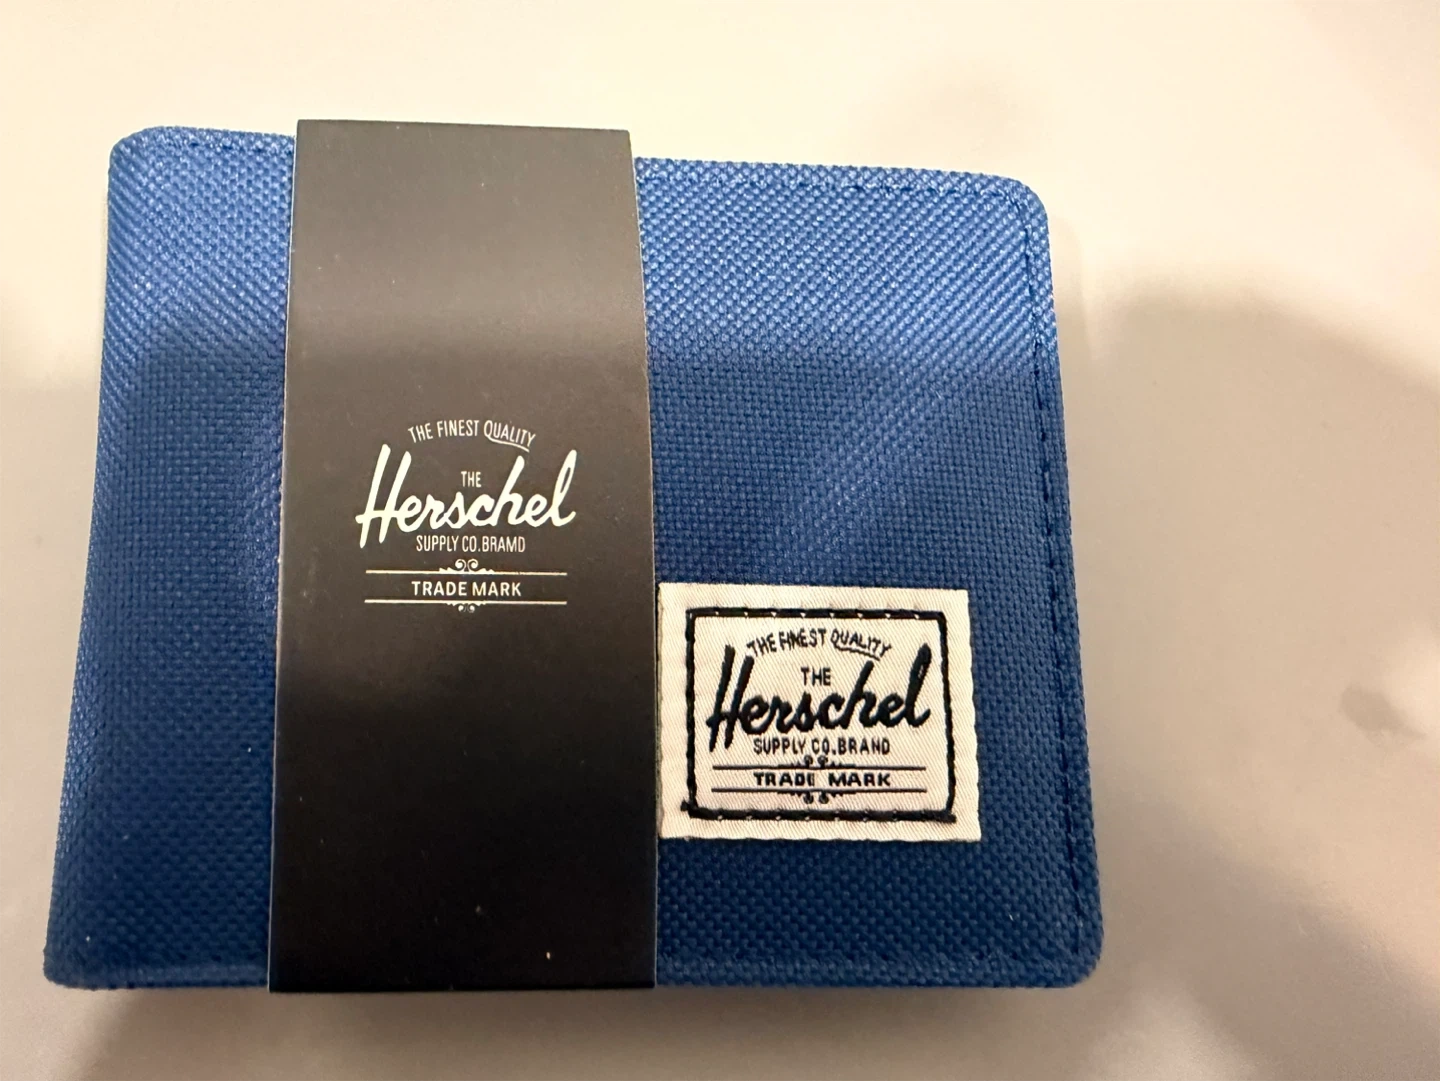 THE FINEST QUALITY
THE
Herschel
SUPPLY CO.BRAMD
TRADE MARK
THE FINEST QUALITY
THE
Herschel
SUPPLY CO.BRAND
TRADE MARK